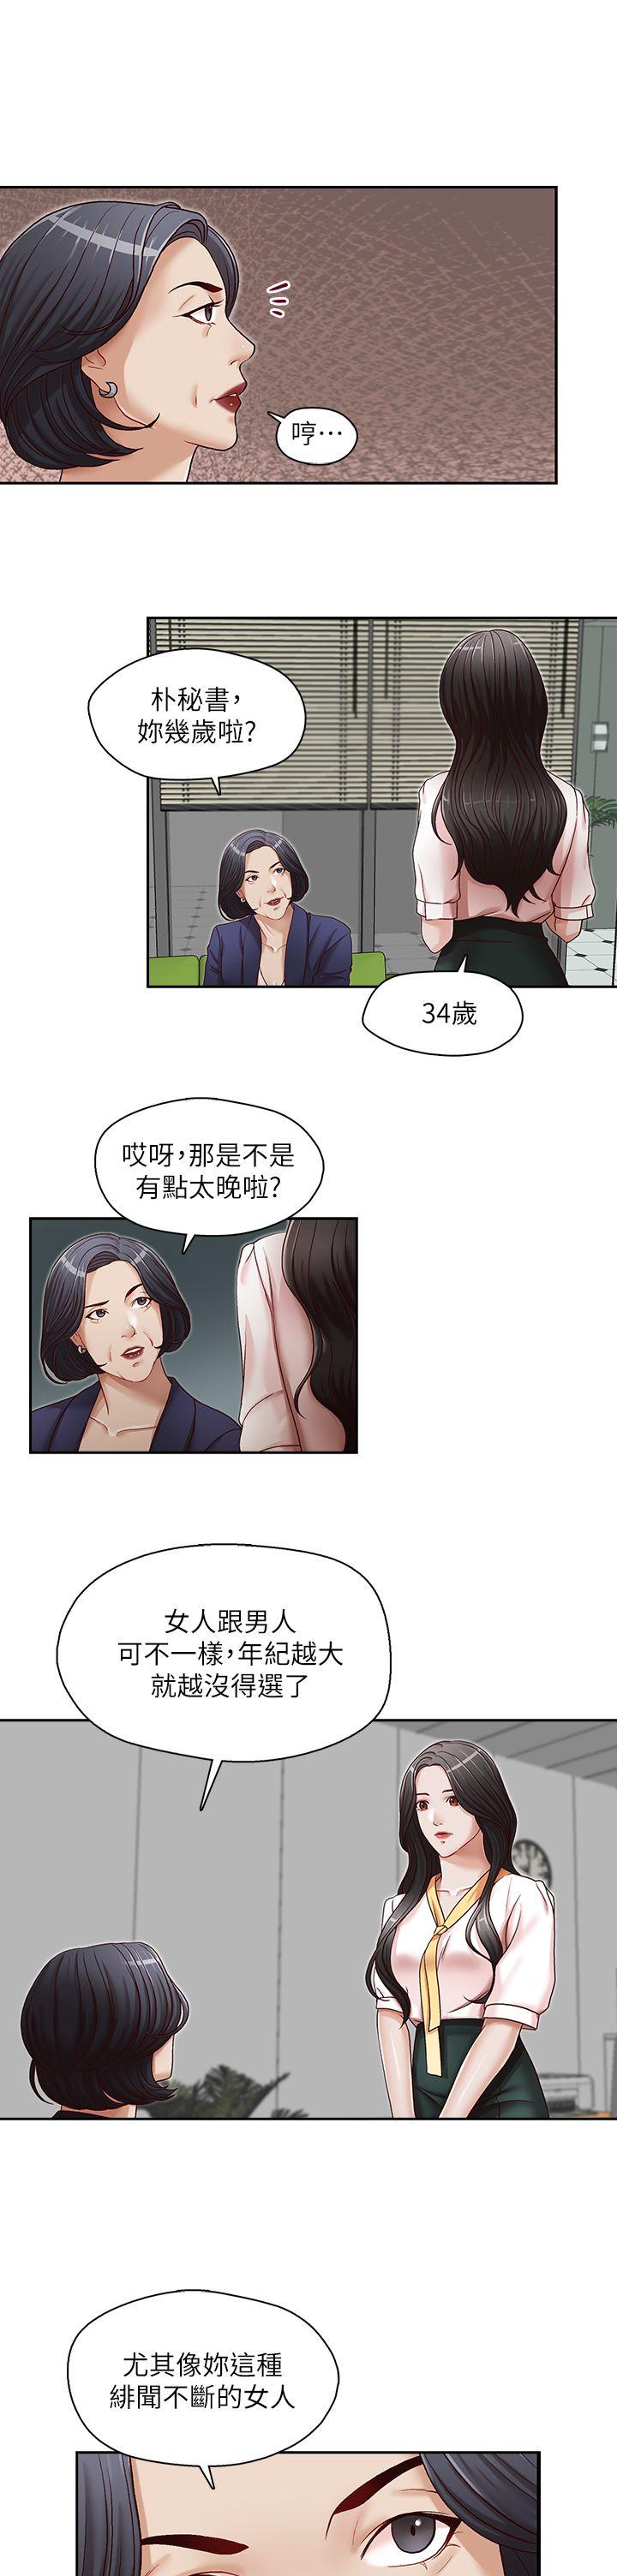 哼⋯
朴秘書,
妳幾歲啦?
34歲
哎呀,那是不是
有點太晚啦?
女人跟男人
可不一樣,年紀越大
就越沒得選了
尤其像妳這種
緋聞不斷的女人